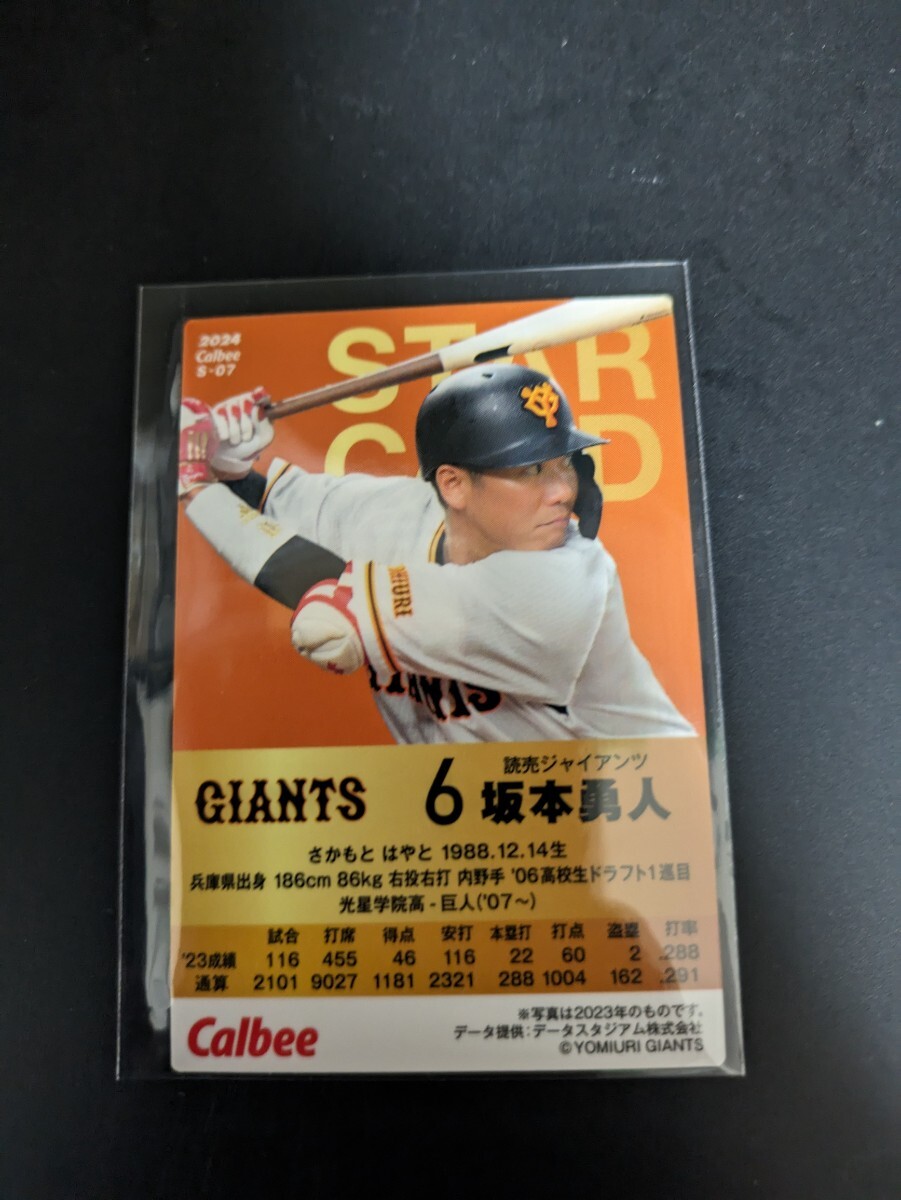 2024
Calbee
S-07
STAR
CARD
YG
OMIURI
GIANTS
GIANTS
6
読売ジャイアンツ
坂本勇人
さかもと はやと 1988.12.14生
兵庫県出身 186cm 86kg 右投右打 内野手 '06高校生ドラフト1巡目
光星学院高-巨人('07〜)
試合 打席 得点 安打 本塁打 打点 盗塁 打率
'23成績 116 455 46 116 22 60 2 .288
通算 2101 9027 1181 2321 288 1004 162 .291
Calbee
※写真は2023年のものです。
データ提供:データスタジアム株式会社
©YOMIURI GIANTS